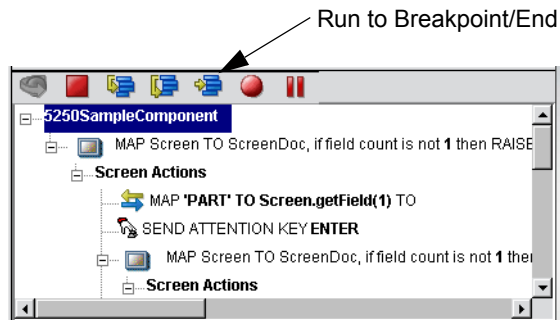 Run to Breakpoint/End
5250SampleComponent
MAP Screen TO ScreenDoc, if field count is not 1 then RAISE
Screen Actions
MAP 'PART' TO Screen.getField(1) TO
SEND ATTENTION KEY ENTER
MAP Screen TO ScreenDoc, if field count is not 1 the
Screen Actions